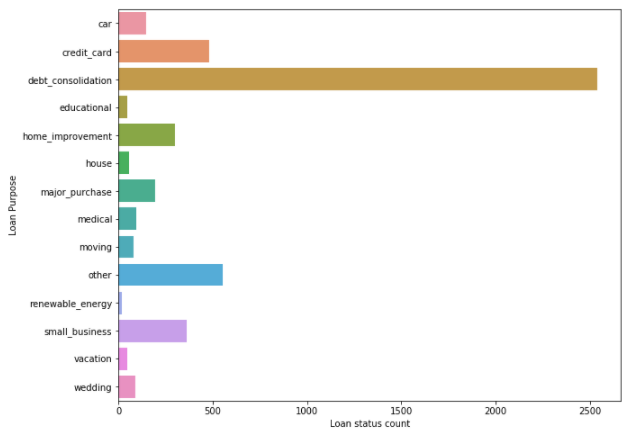 Loan Purpose
car
credit_card
debt_consolidation
educational
home_improvement
house
major_purchase
medical
moving
other
renewable_energy
small_business
vacation
wedding
0 500 1000 1500 2000 2500
Loan status count